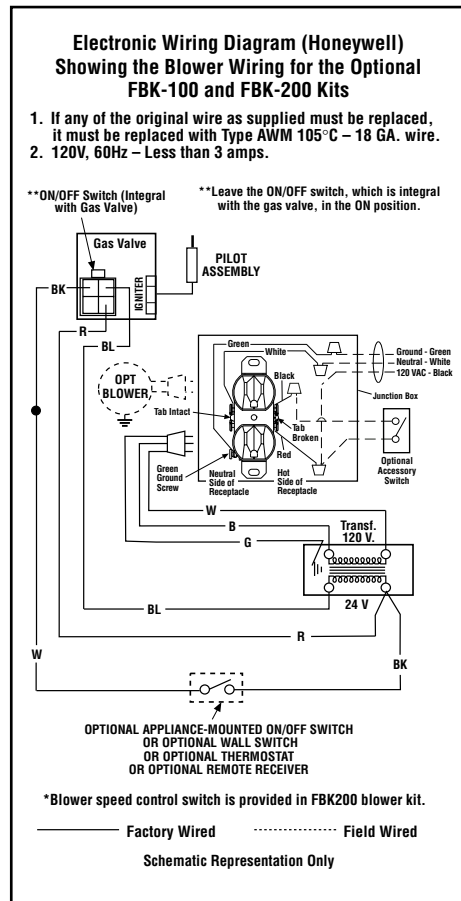 Electronic Wiring Diagram (Honeywell)
Showing the Blower Wiring for the Optional
FBK-100 and FBK-200 Kits
1. If any of the original wire as supplied must be replaced,
it must be replaced with Type AWM 105°C – 18 GA. wire.
2. 120V, 60Hz – Less than 3 amps.
**ON/OFF Switch (Integral
with Gas Valve)
**Leave the ON/OFF switch, which is integral
with the gas valve, in the ON position.
Gas Valve
IGNITER
PILOT
ASSEMBLY
BK
R
BL
Green
White
Black
Ground - Green
Neutral - White
120 VAC - Black
OPT
BLOWER
Junction Box
Tab Intact
Tab
Broken
Red
Green
Ground
Screw
Neutral
Side of
Receptacle
Hot
Side of
Receptacle
Optional
Accessory
Switch
W
B
G
Transf.
120 V.
24 V
BL
R
W
BK
OPTIONAL APPLIANCE-MOUNTED ON/OFF SWITCH
OR OPTIONAL WALL SWITCH
OR OPTIONAL THERMOSTAT
OR OPTIONAL REMOTE RECEIVER
*Blower speed control switch is provided in FBK200 blower kit.
Factory Wired
Field Wired
Schematic Representation Only